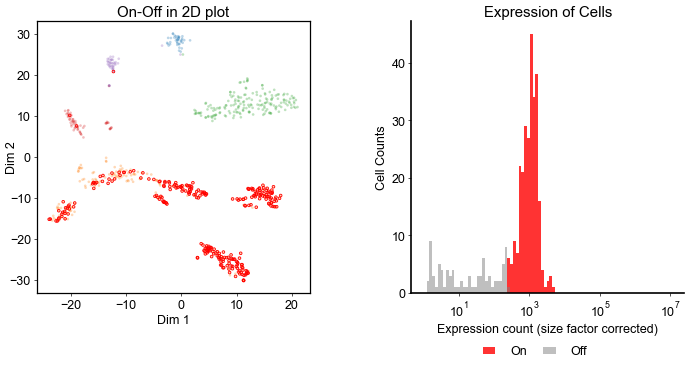 On-Off in 2D plot
Dim 2
30
20
10
0
−10
−20
−30
−20
−10
0
10
20
Dim 1
Expression of Cells
Cell Counts
40
30
20
10
0
10^1
10^3
10^5
10^7
Expression count (size factor corrected)
On
Off